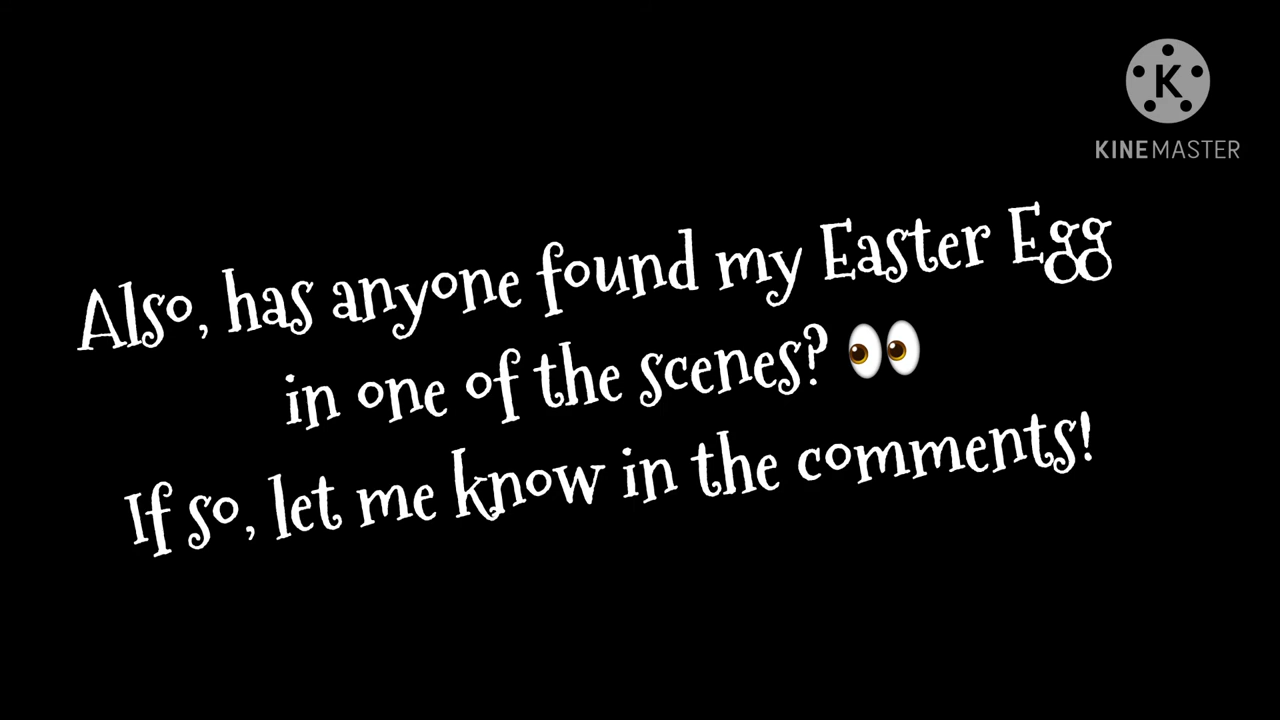 K
KINEMASTER
Also, has anyone found my Easter Egg
in one of the scenes? 👀
If so, let me know in the comments!